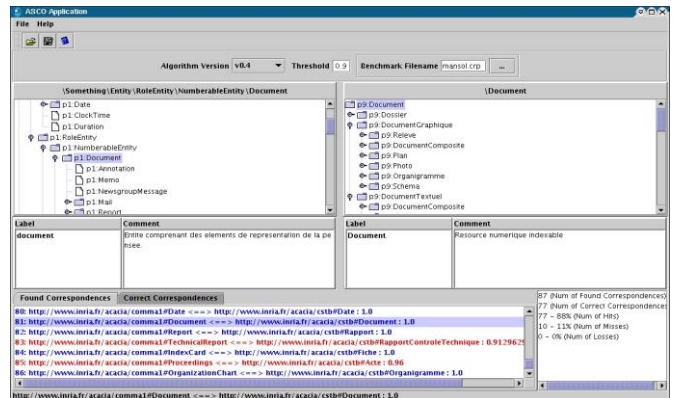 ASCO Application
File Help
Algorithm Version v0.4 Threshold 0.9 Benchmark Filename mansol.crp ...
\Something\Entity\RoleEntity\NumberableEntity\Document
p1:Date
p1:ClockTime
p1:Duration
p1:RoleEntity
p1:NumberableEntity
p1:Document
p1:Annotation
p1:Memo
p1:NewsgroupMessage
p1:Mail
p1:Report
\Document
p9:Document
p9:Dossier
p9:DocumentGraphique
p9:Releve
p9:DocumentComposite
p9:Plan
p9:Photo
p9:Organigramme
p9:Schema
p9:DocumentTextuel
p9:DocumentComposite
Label Comment
document Entite comprenant des elements de representation de la pe
nsee.
Label Comment
Document Resource numerique indexable
Found Correspondences Correct Correspondences
80: http://www.inria.fr/acacia/comma1#Date <==> http://www.inria.fr/acacia/cstb#Date : 1.0
81: http://www.inria.fr/acacia/comma1#Document <==> http://www.inria.fr/acacia/cstb#Document : 1.0
82: http://www.inria.fr/acacia/comma1#Report <==> http://www.inria.fr/acacia/cstb#Rapport : 1.0
83: http://www.inria.fr/acacia/comma1#TechnicalReport <==> http://www.inria.fr/acacia/cstb#RapportControleTechnique : 0.9129629
84: http://www.inria.fr/acacia/comma1#IndexCard <==> http://www.inria.fr/acacia/cstb#Fiche : 1.0
85: http://www.inria.fr/acacia/comma1#Proceedings <==> http://www.inria.fr/acacia/cstb#Acte : 0.96
86: http://www.inria.fr/acacia/comma1#OrganizationChart <==> http://www.inria.fr/acacia/cstb#Organigramme : 1.0
87 (Num of Found Correspondences)
77 (Num of Correct Correspondences
77 - 88% (Num of Hits)
10 - 11% (Num of Misses)
0 - 0% (Num of Losses)
http://www.inria.fr/acacia/comma1#Document <==> http://www.inria.fr/acacia/cstb#Document : 1.0